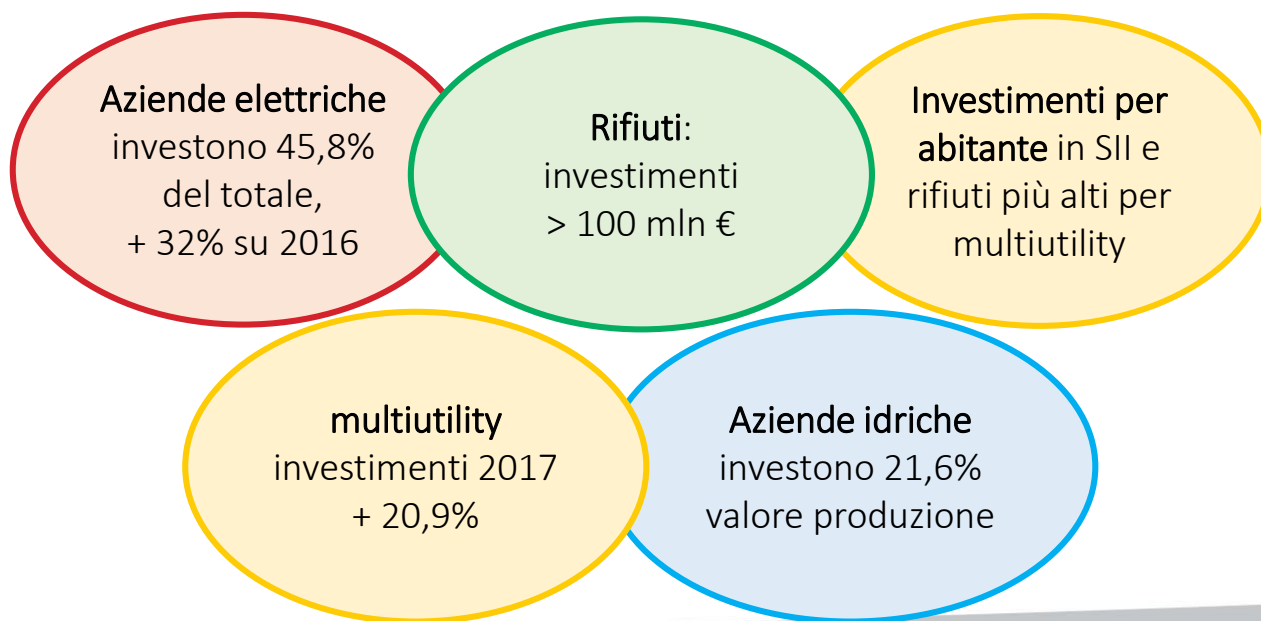 Aziende elettriche
investono 45,8%
del totale,
+ 32% su 2016
Rifiuti:
investimenti
> 100 mln €
Investimenti per
abitante in SII e
rifiuti più alti per
multiutility
multiutility
investimenti 2017
+ 20,9%
Aziende idriche
investono 21,6%
valore produzione